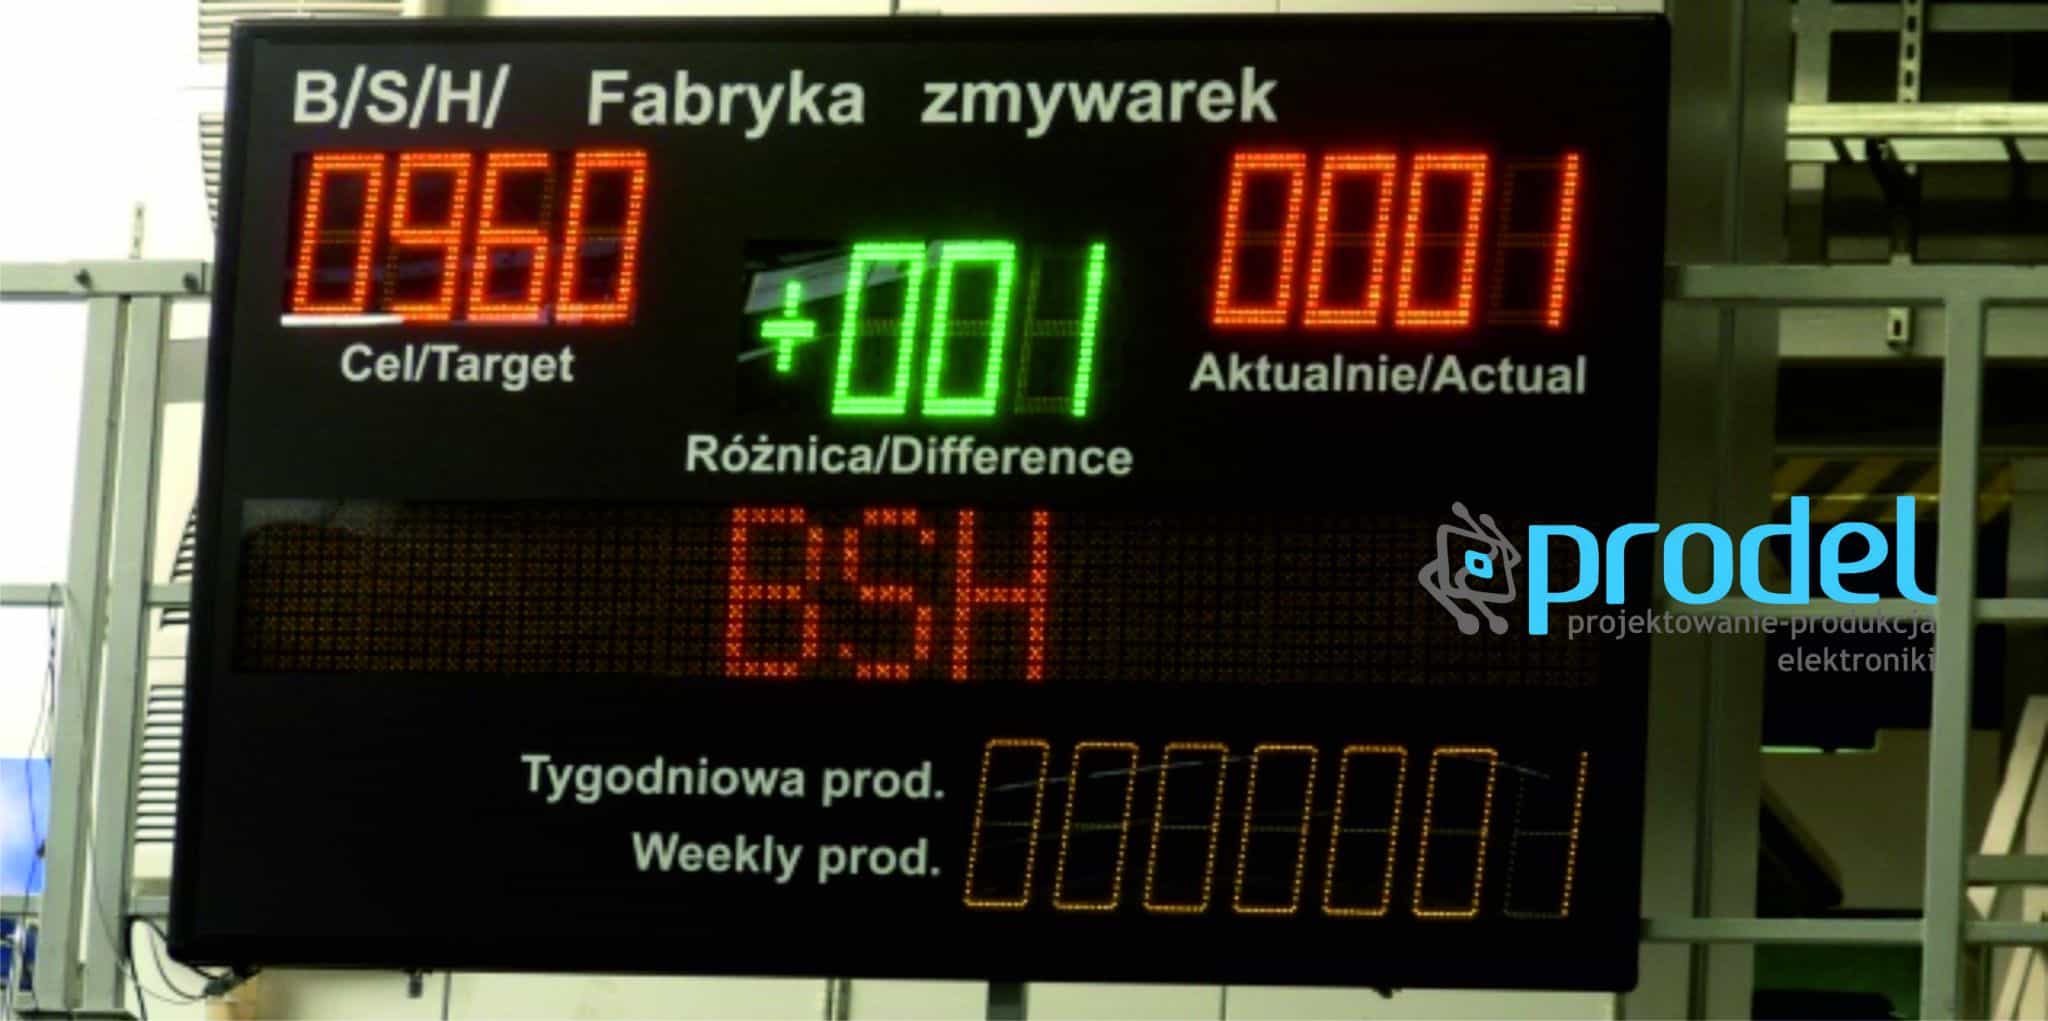 B/S/H/ Fabryka zmywarek
0960
0001
+001
Cel/Target
Aktualnie/Actual
Różnica/Difference
BSH
prodel
projektowanie-produkcja
elektroniki
Tygodniowa prod.
Weekly prod.
0000001